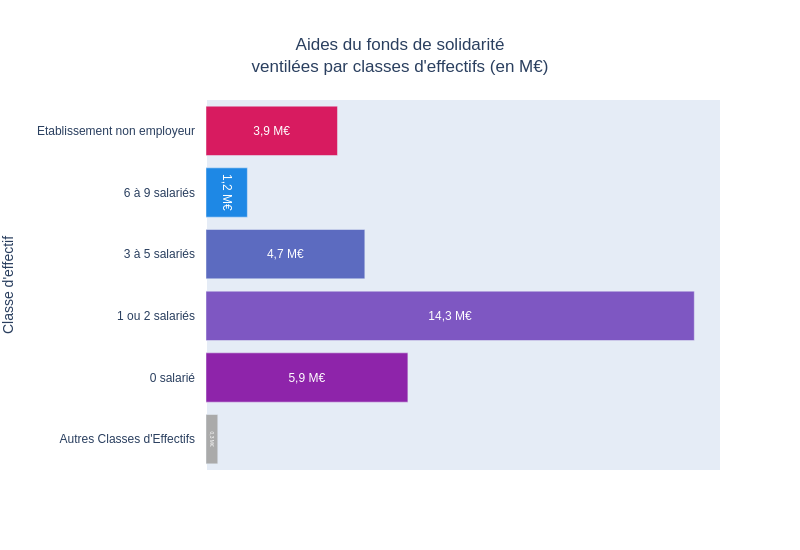 Aides du fonds de solidarité
ventilées par classes d'effectifs (en M€)
Classe d'effectif
Etablissement non employeur
3,9 M€
6 à 9 salariés
1,2 M€
3 à 5 salariés
4,7 M€
1 ou 2 salariés
14,3 M€
0 salarié
5,9 M€
Autres Classes d'Effectifs